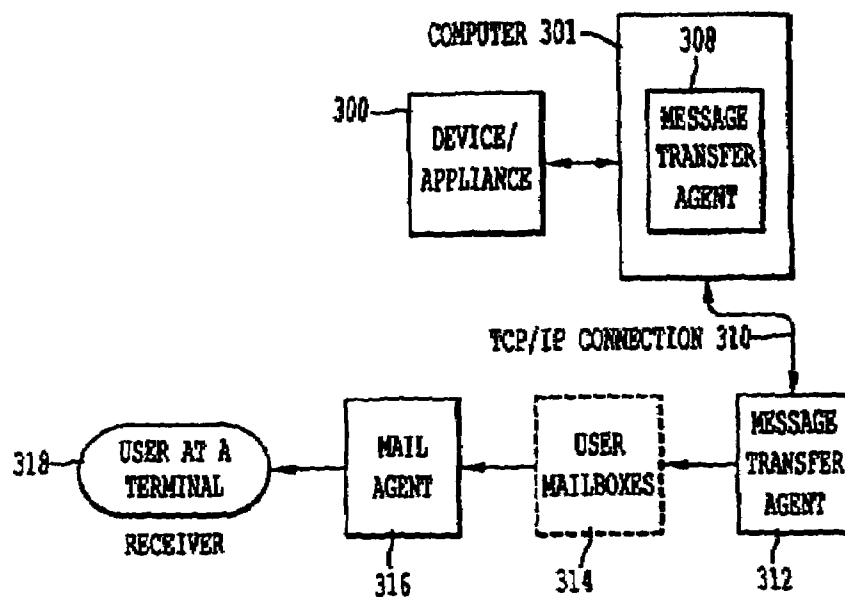 COMPUTER 301
308
300
DEVICE/
APPLIANCE
MESSAGE
TRANSFER
AGENT
TCP/IP CONNECTION 310
318
USER AT A
TERMINAL
RECEIVER
MAIL
AGENT
316
USER
MAILBOXES
314
MESSAGE
TRANSFER
AGENT
312